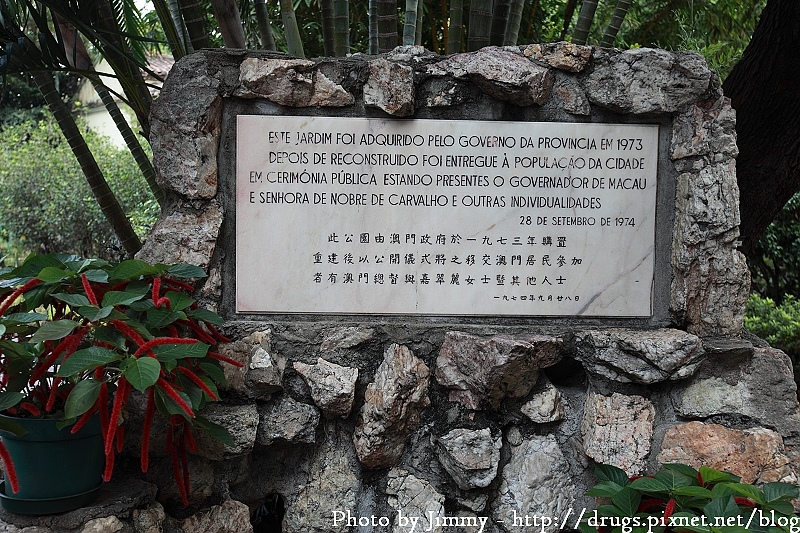 ESTE JARDIM FOI ADQUIRIDO PELO GOVERNO DA PROVINCIA EM 1973
DEPOIS DE RECONSTRUIDO FOI ENTREGUE À POPULAÇÃO DA CIDADE
EM CERIMÓNIA PÚBLICA ESTANDO PRESENTES O GOVERNADOR DE MACAU
E SENHORA DE NOBRE DE CARVALHO E OUTRAS INDIVIDUALIDADES
28 DE SETEMBRO DE 1974
此公園由澳門政府於一九七三年購置
重建後以公開儀式將之移交澳門居民參加
者有澳門總督與嘉翠麗女士暨其他人士
一九七四年九月廿八日
Photo by Jimmy - http://drugs.pixnet.net/blog